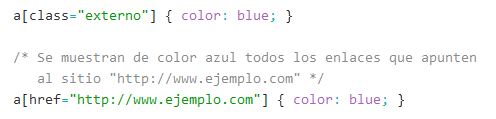 a[class="externo"] { color: blue; }
/* Se muestran de color azul todos los enlaces que apunten
al sitio "http://www.ejemplo.com" */
a[href="http://www.ejemplo.com"] { color: blue; }